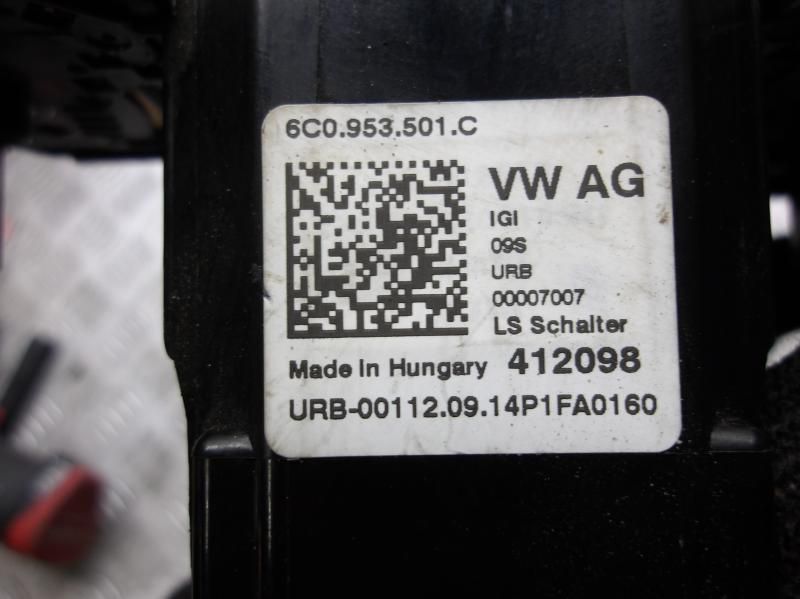 6C0.953.501.C
VW AG
IGI
09S
URB
00007007
LS Schalter
Made in Hungary 412098
URB-00112.09.14P1FA0160